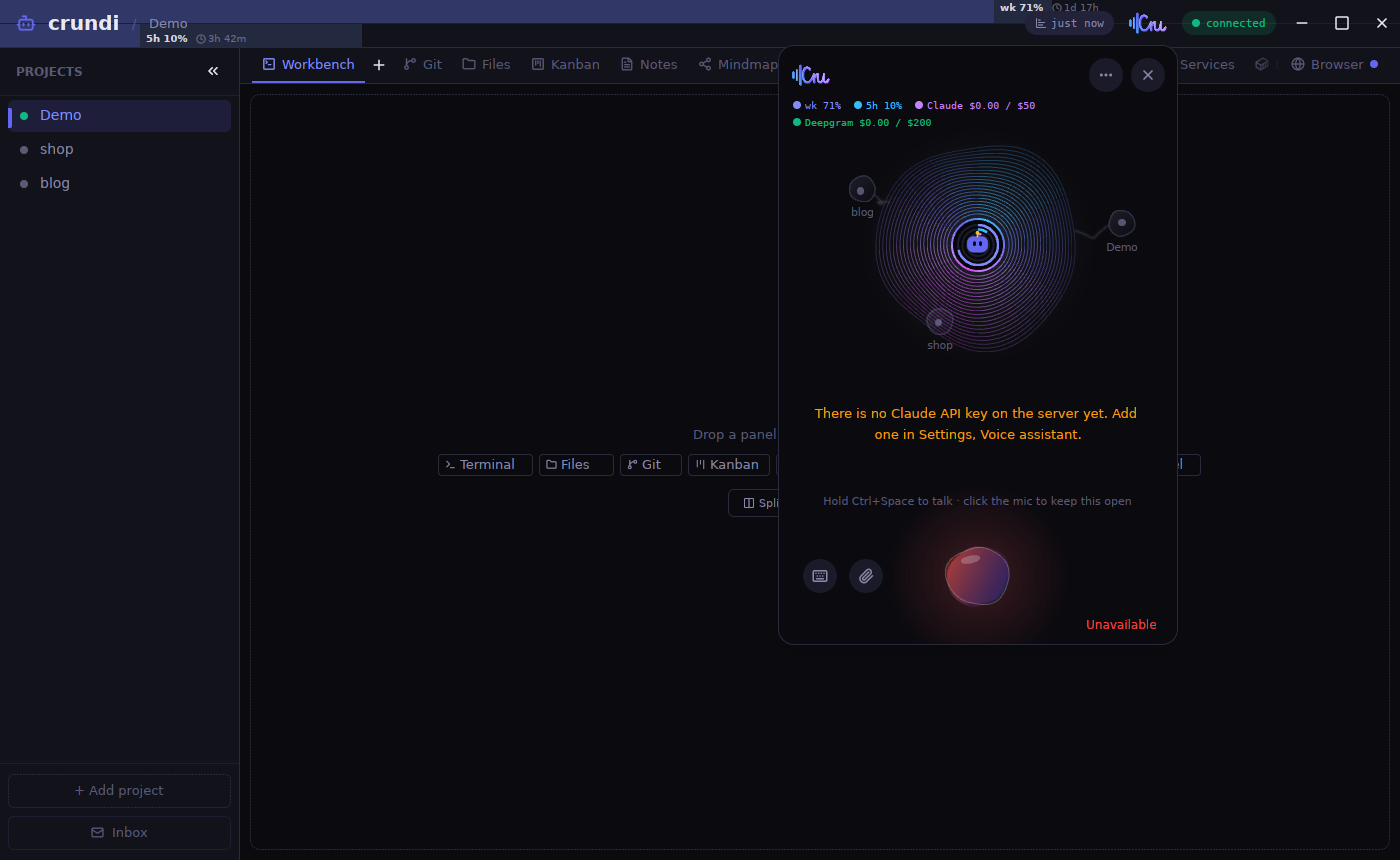 wk 71% 1d 17h
crundi / Demo
just now
Cru
connected
5h 10% 3h 42m
PROJECTS
Workbench
Git
Files
Kanban
Notes
Mindmap
Services
Browser
Demo
shop
blog
Cru
wk 71% 5h 10% Claude $0.00 / $50
Deepgram $0.00 / $200
blog
Demo
shop
There is no Claude API key on the server yet. Add
one in Settings, Voice assistant.
Drop a panel
Terminal
Files
Git
Kanban
Hold Ctrl+Space to talk · click the mic to keep this open
Unavailable
+ Add project
Inbox